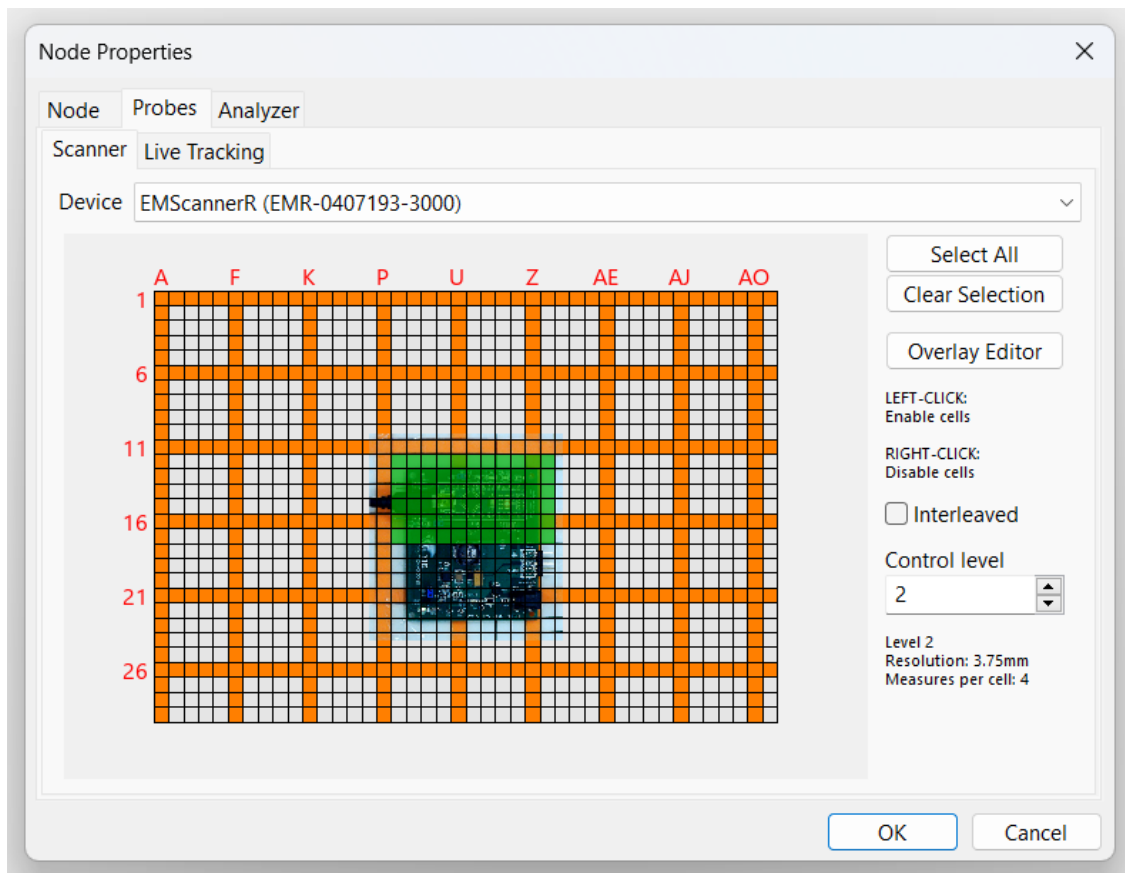 Node Properties
Node Probes Analyzer
Scanner Live Tracking
Device EMScannerR (EMR-0407193-3000)
Select All
Clear Selection
Overlay Editor
LEFT-CLICK:
Enable cells
RIGHT-CLICK:
Disable cells
Interleaved
Control level
2
Level 2
Resolution: 3.75mm
Measures per cell: 4
A F K P U Z AE AJ AO
1
6
11
16
21
26
OK Cancel